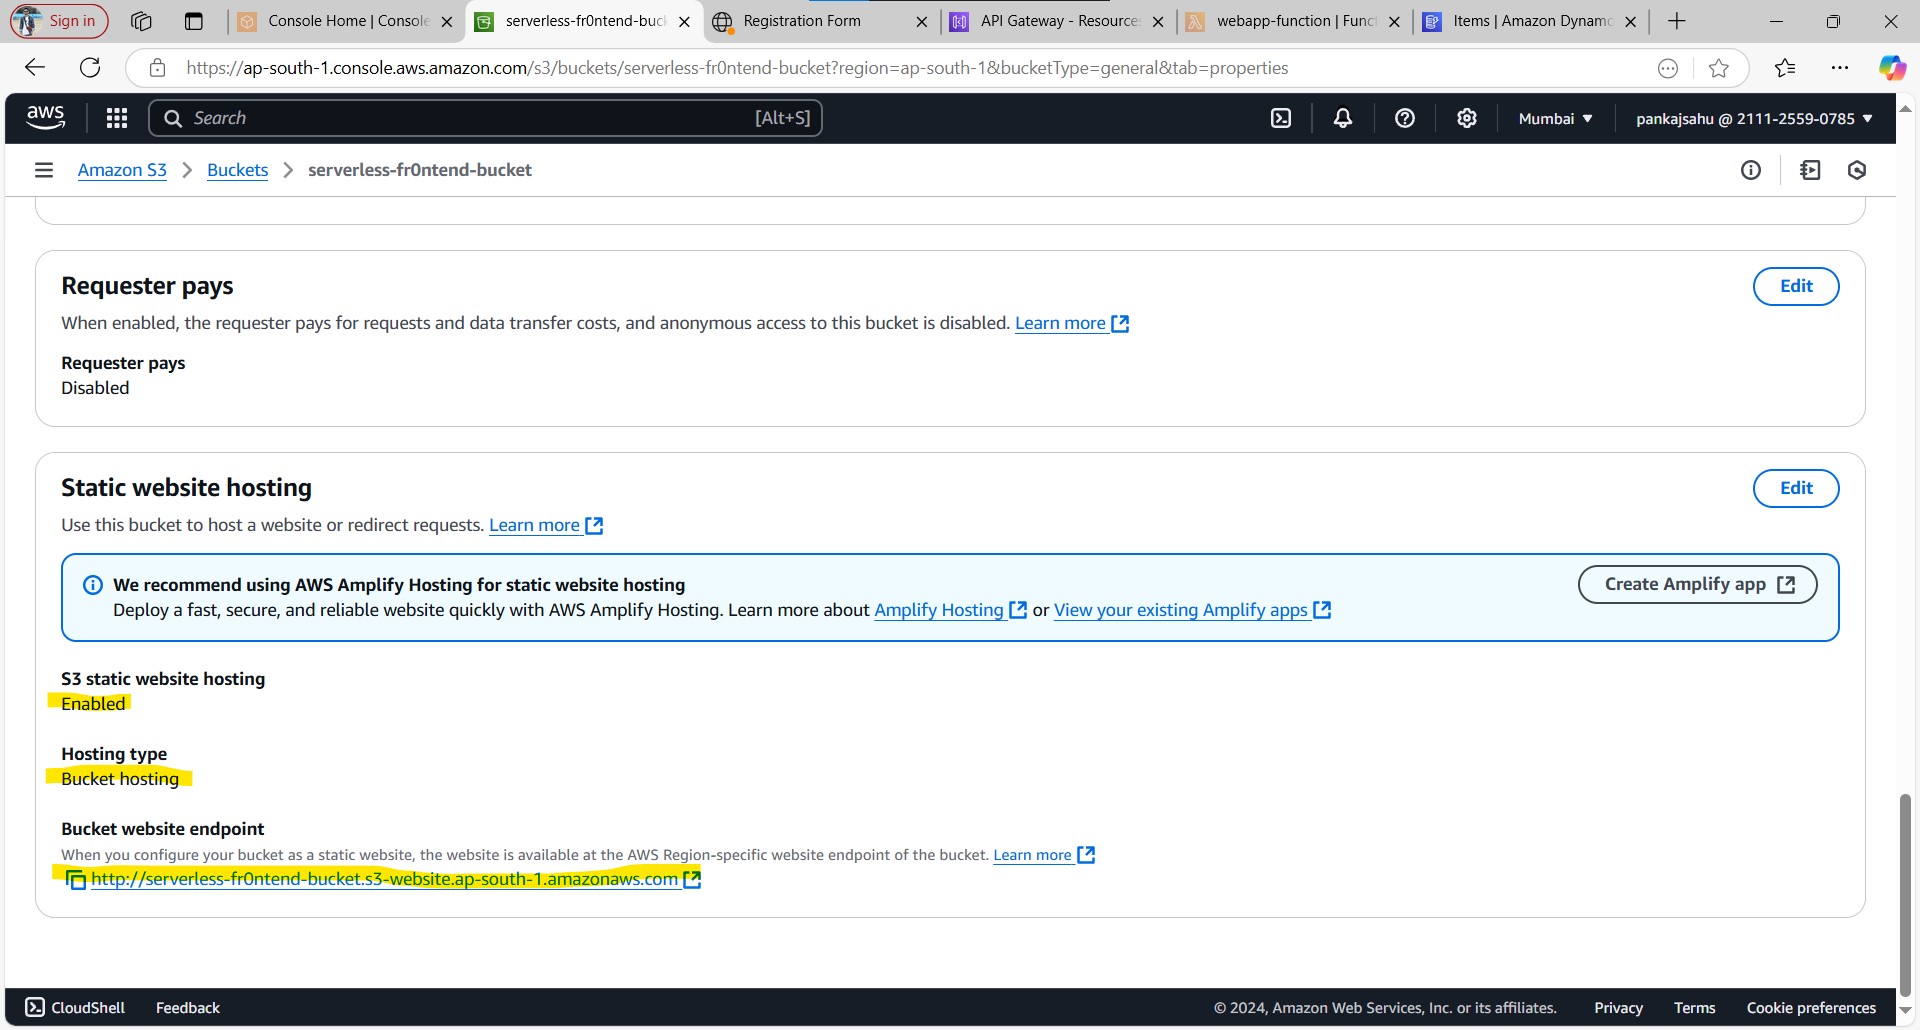 Sign in
Console Home | Console
serverless-fr0ntend-buck
Registration Form
API Gateway - Resources
webapp-function | Funct
Items | Amazon Dynamo
https://ap-south-1.console.aws.amazon.com/s3/buckets/serverless-fr0ntend-bucket?region=ap-south-1&bucketType=general&tab=properties
aws
Search
[Alt+S]
Mumbai
pankajsahu @ 2111-2559-0785
Amazon S3 > Buckets > serverless-fr0ntend-bucket
Requester pays
Edit
When enabled, the requester pays for requests and data transfer costs, and anonymous access to this bucket is disabled. Learn more
Requester pays
Disabled
Static website hosting
Edit
Use this bucket to host a website or redirect requests. Learn more
We recommend using AWS Amplify Hosting for static website hosting
Deploy a fast, secure, and reliable website quickly with AWS Amplify Hosting. Learn more about Amplify Hosting or View your existing Amplify apps
Create Amplify app
S3 static website hosting
Enabled
Hosting type
Bucket hosting
Bucket website endpoint
When you configure your bucket as a static website, the website is available at the AWS Region-specific website endpoint of the bucket. Learn more
http://serverless-fr0ntend-bucket.s3-website.ap-south-1.amazonaws.com
CloudShell
Feedback
© 2024, Amazon Web Services, Inc. or its affiliates.
Privacy
Terms
Cookie preferences